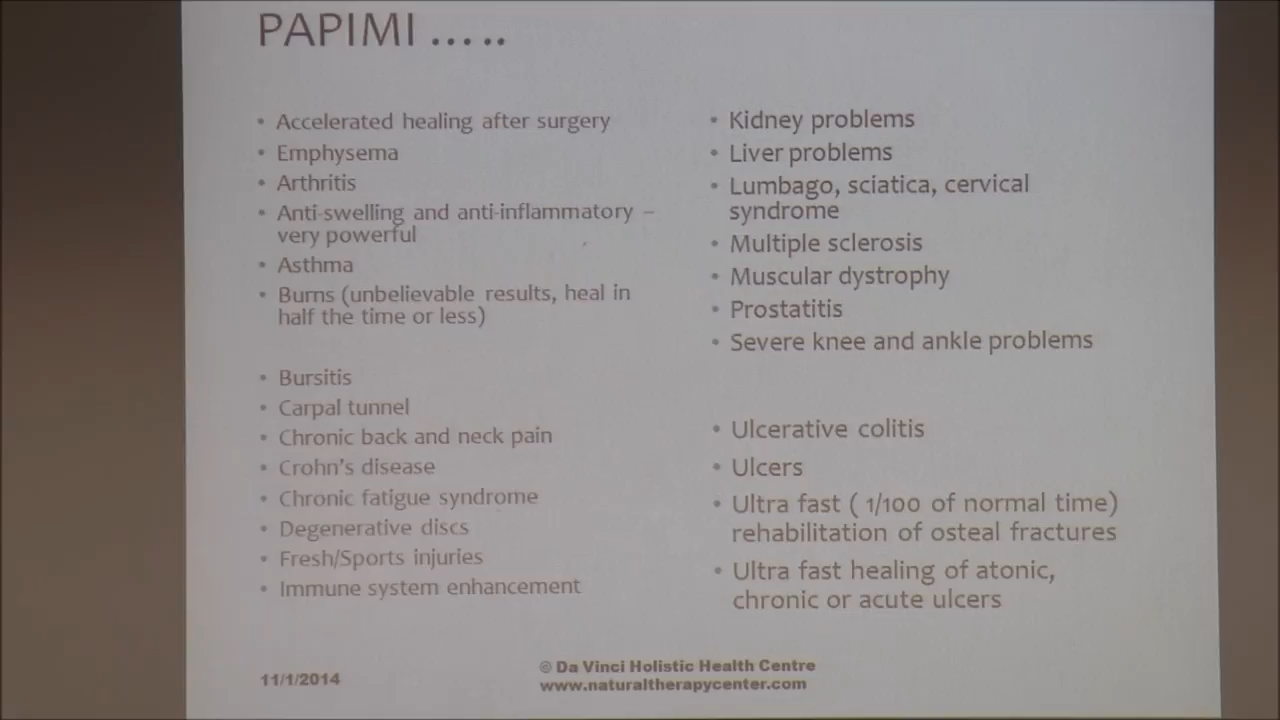 PAPIMI .....
• Accelerated healing after surgery
• Emphysema
• Arthritis
• Anti-swelling and anti-inflammatory –
very powerful
• Asthma
• Burns (unbelievable results, heal in
half the time or less)
• Bursitis
• Carpal tunnel
• Chronic back and neck pain
• Crohn's disease
• Chronic fatigue syndrome
• Degenerative discs
• Fresh/Sports injuries
• Immune system enhancement
• Kidney problems
• Liver problems
• Lumbago, sciatica, cervical
syndrome
• Multiple sclerosis
• Muscular dystrophy
• Prostatitis
• Severe knee and ankle problems
• Ulcerative colitis
• Ulcers
• Ultra fast ( 1/100 of normal time)
rehabilitation of osteal fractures
• Ultra fast healing of atonic,
chronic or acute ulcers
11/1/2014
© Da Vinci Holistic Health Centre
www.naturaltherapycenter.com